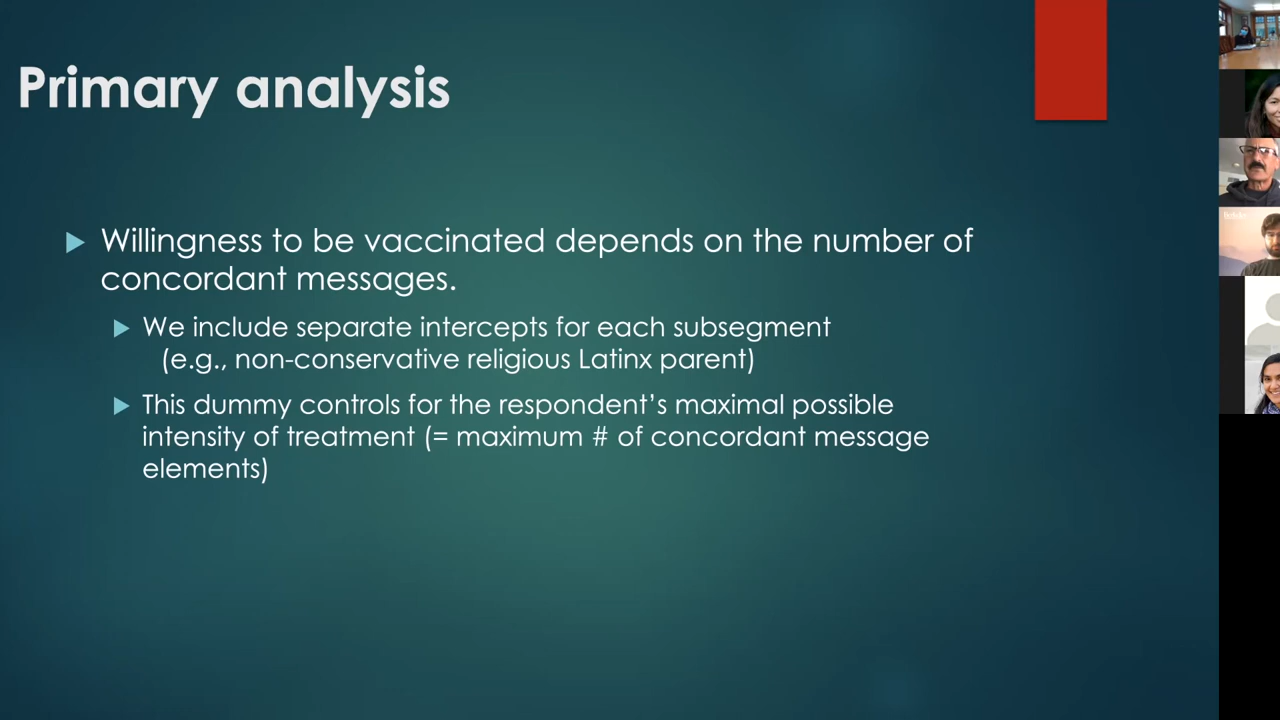 Primary analysis
Willingness to be vaccinated depends on the number of
concordant messages.
We include separate intercepts for each subsegment
(e.g., non-conservative religious Latinx parent)
This dummy controls for the respondent's maximal possible
intensity of treatment (= maximum # of concordant message
elements)